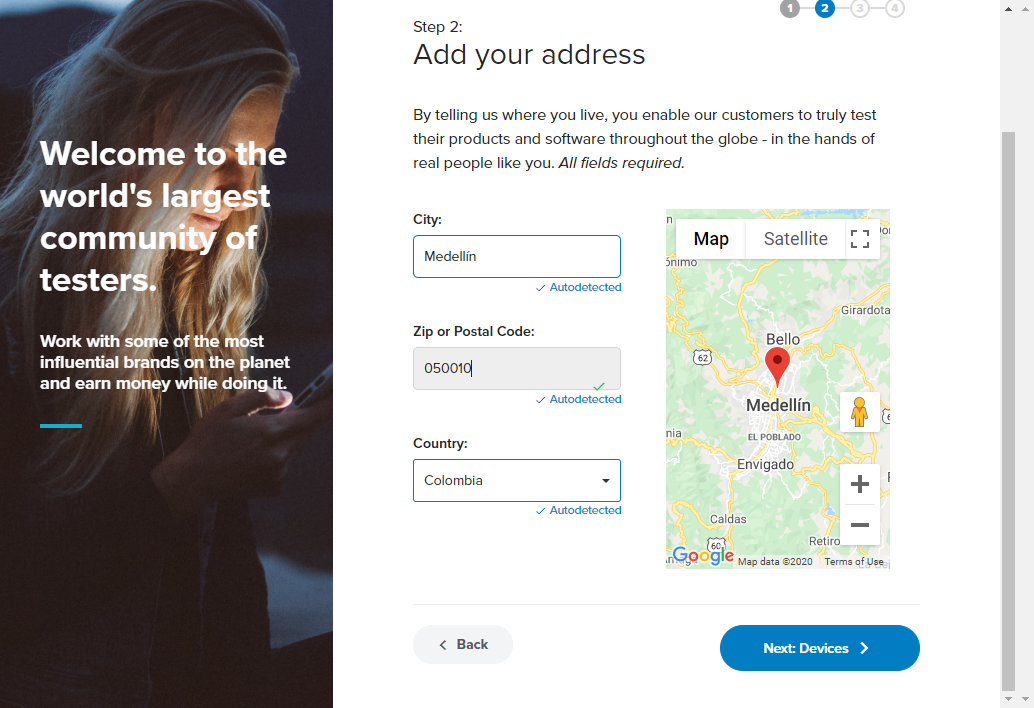 Welcome to the
world's largest
community of
testers.
Work with some of the most
influential brands on the planet
and earn money while doing it.
1 2 3 4
Step 2:
Add your address
By telling us where you live, you enable our customers to truly test
their products and software throughout the globe - in the hands of
real people like you. All fields required.
City:
Medellín
Autodetected
Zip or Postal Code:
050010
Autodetected
Country:
Colombia
Autodetected
Map Satellite
ónimo
Girardota
Bello
62
Medellín
EL POBLADO
nia
Envigado
Caldas
60
Retiro
Google
Map data ©2020 Terms of Use
Back
Next: Devices